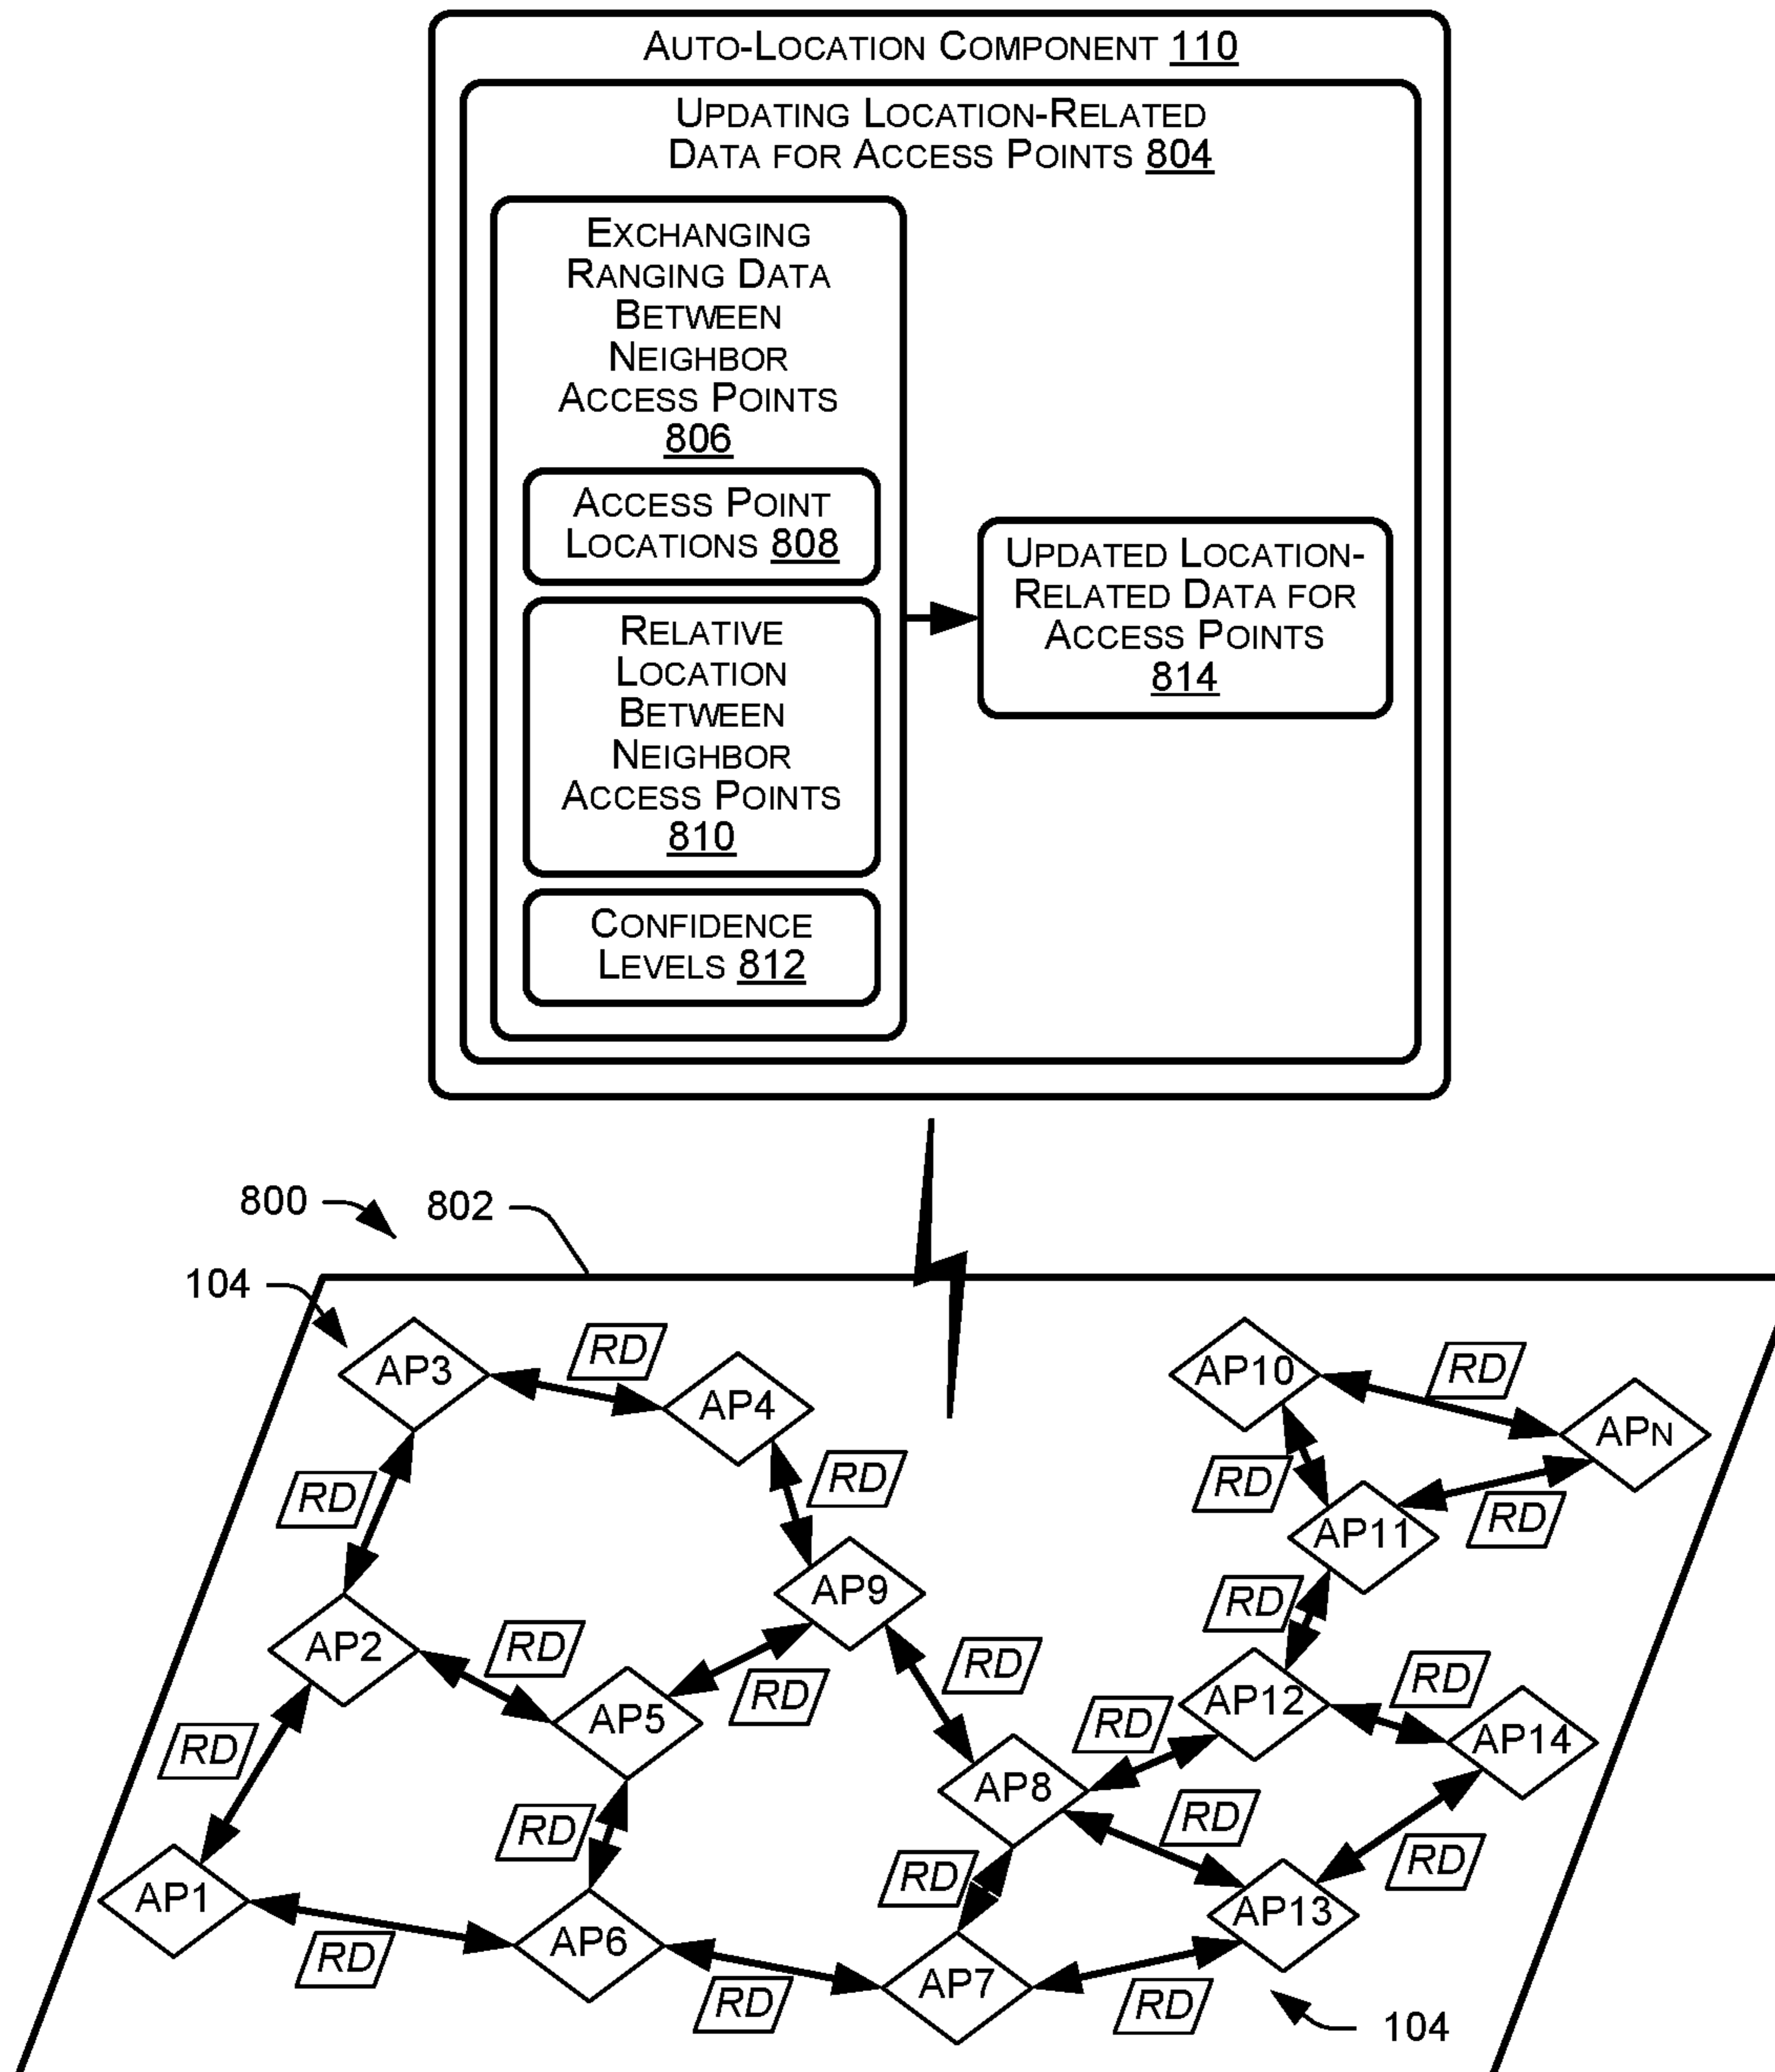 AUTO-LOCATION COMPONENT 110
UPDATING LOCATION-RELATED
DATA FOR ACCESS POINTS 804
EXCHANGING
RANGING DATA
BETWEEN
NEIGHBOR
ACCESS POINTS
806
ACCESS POINT
LOCATIONS 808
RELATIVE
LOCATION
BETWEEN
NEIGHBOR
ACCESS POINTS
810
CONFIDENCE
LEVELS 812
UPDATED LOCATION-
RELATED DATA FOR
ACCESS POINTS
814
800
802
104
AP3
RD
AP4
AP10
RD
APN
RD
RD
RD
RD
AP11
AP9
RD
AP2
RD
RD
RD
AP5
RD
AP12
RD
RD
AP14
RD
AP8
RD
RD
RD
RD
AP1
AP6
AP13
RD
AP7
RD
RD
104